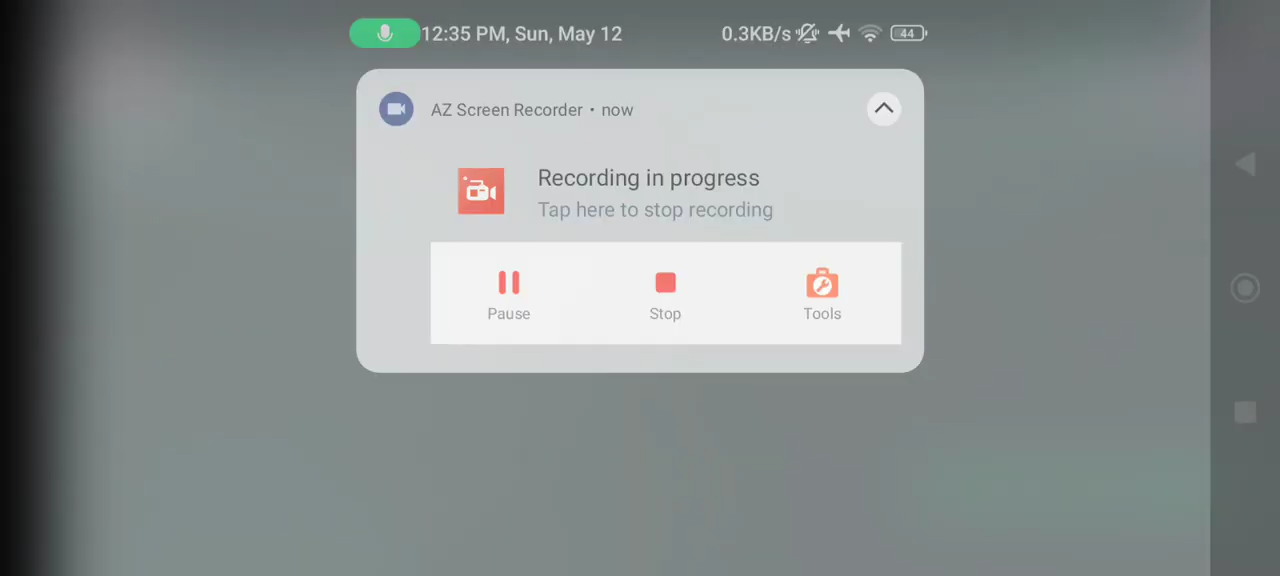 12:35 PM, Sun, May 12 0.3KB/s 44
AZ Screen Recorder • now
Recording in progress
Tap here to stop recording
Pause Stop Tools